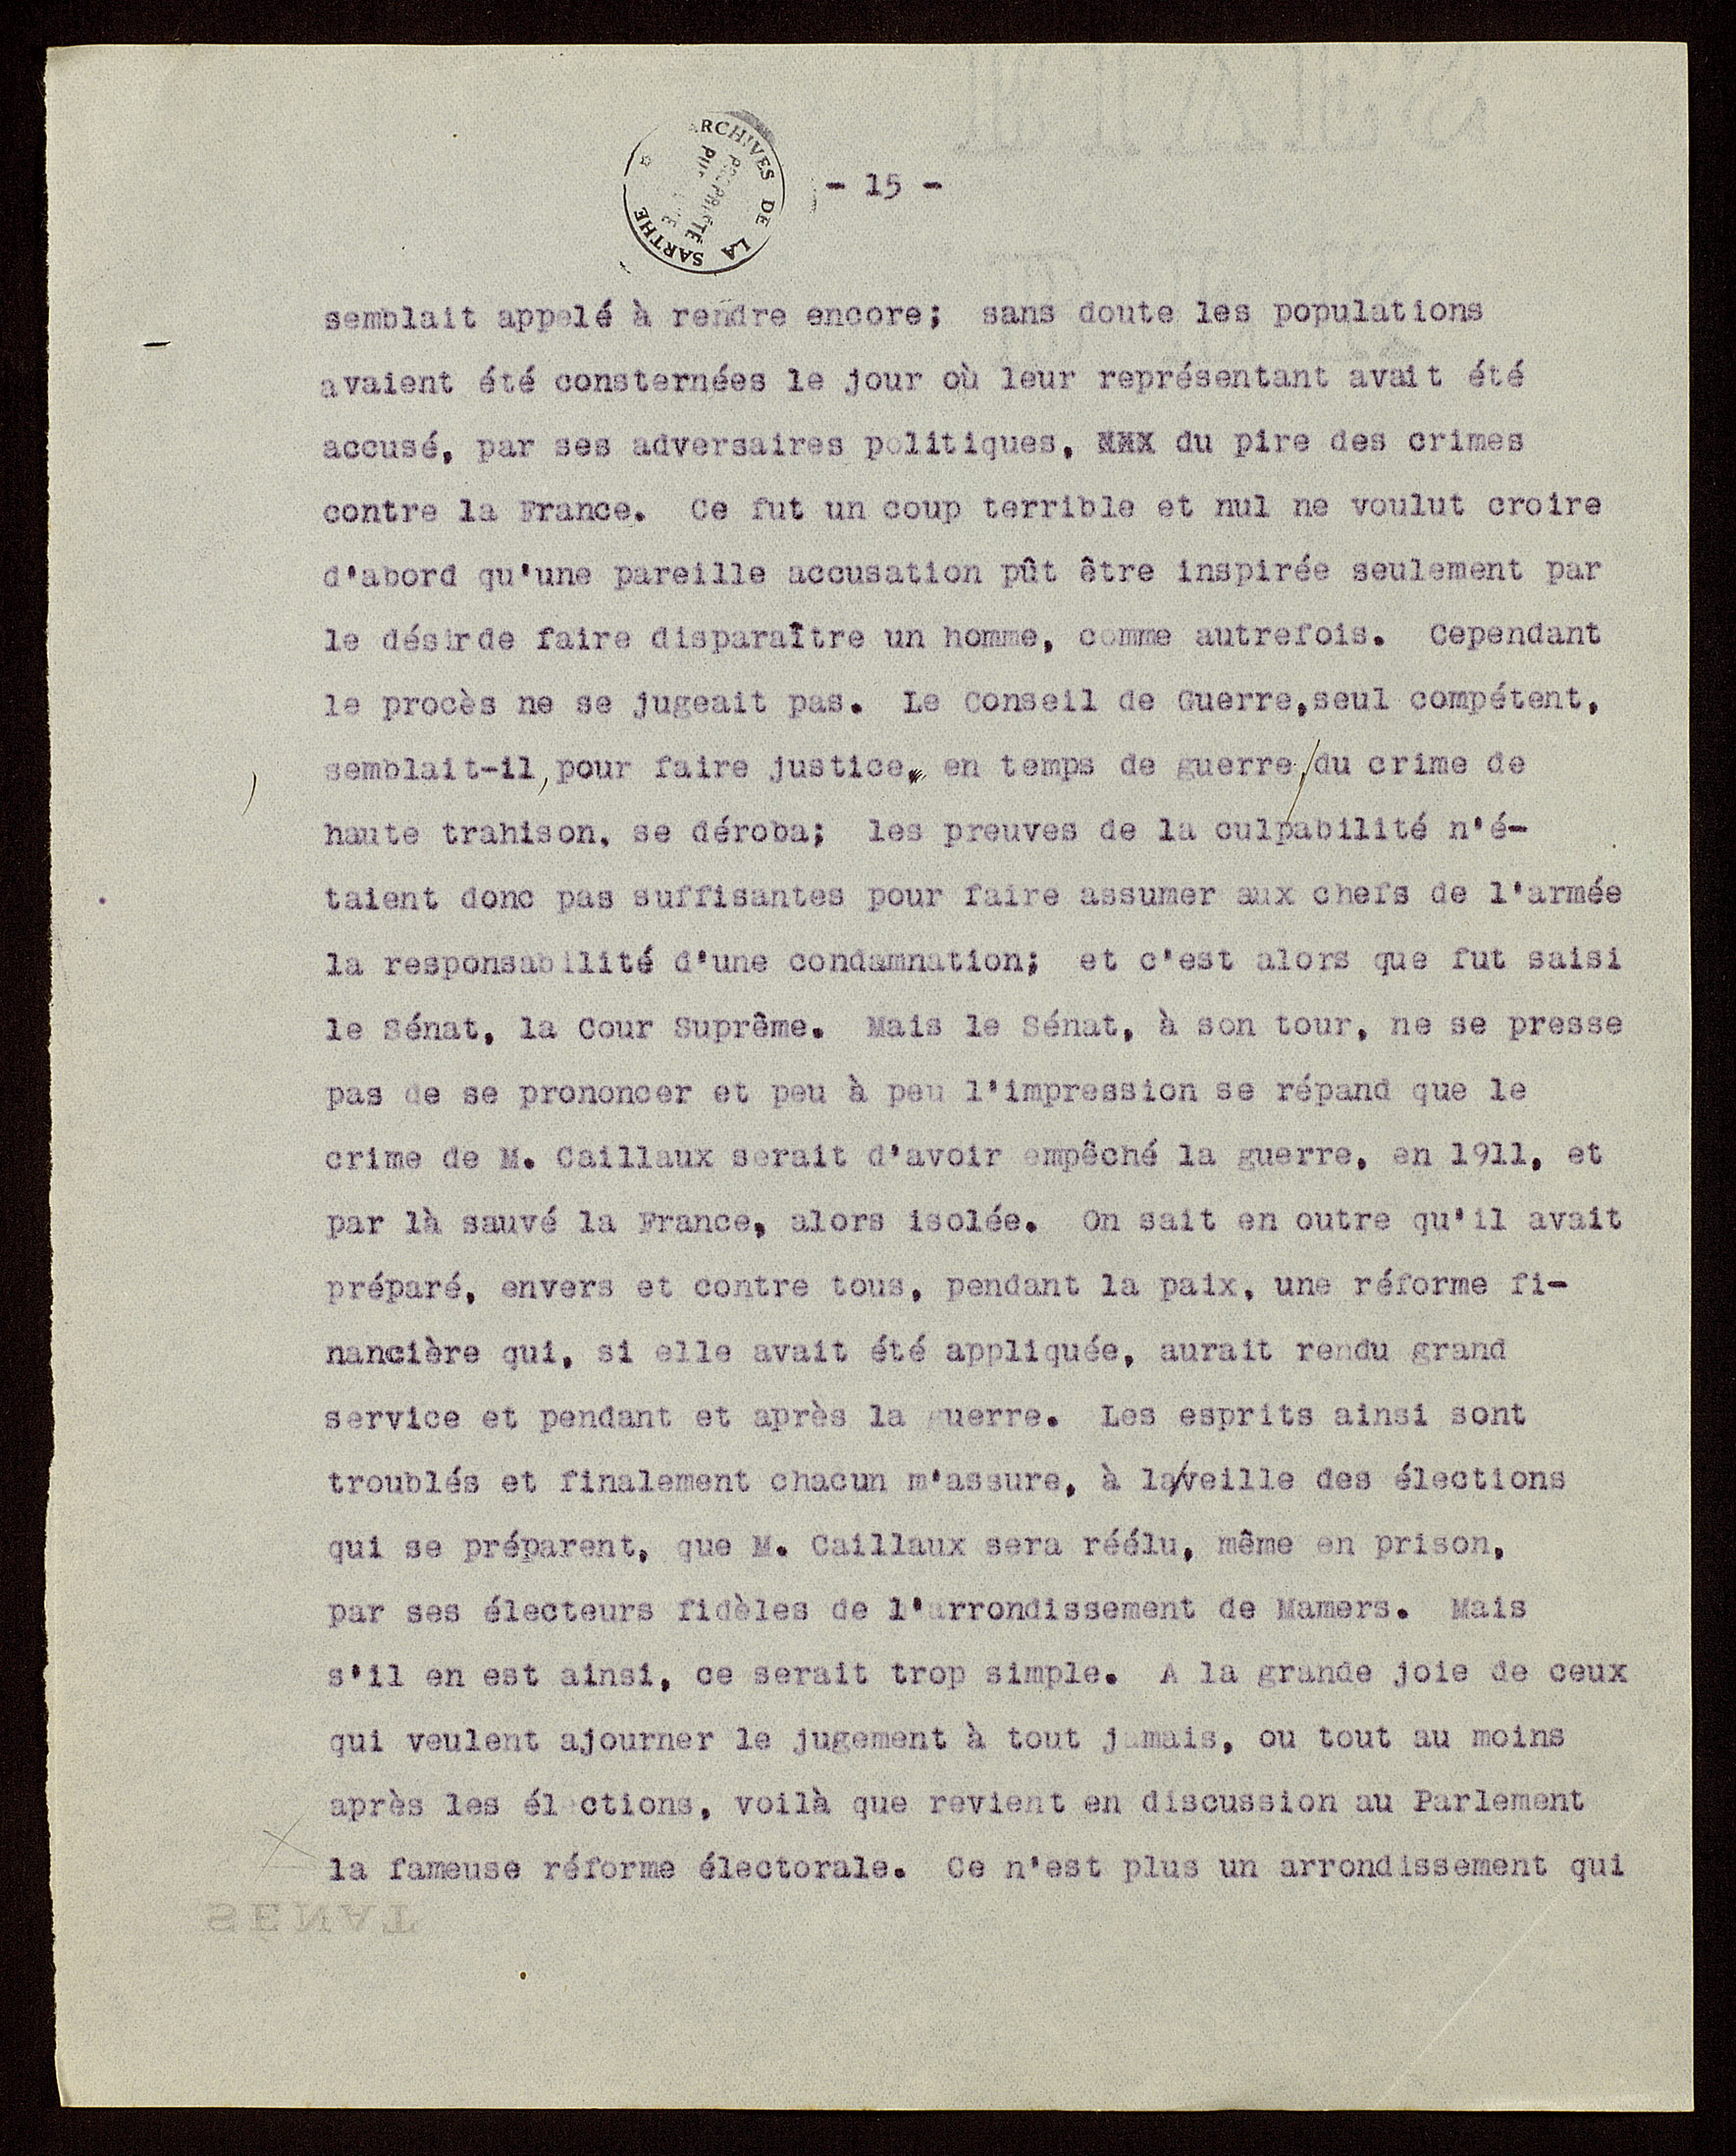 ARCHIVES DE LA SARTHE
PROPRIÉTÉ
- 15 -
semblait appelé à rendre encore; sans doute les populations
avaient été consternées le jour où leur représentant avait été
accusé, par ses adversaires politiques, XXX du pire des crimes
contre la France. Ce fut un coup terrible et nul ne voulut croire
d'abord qu'une pareille accusation pût être inspirée seulement par
le désir de faire disparaître un homme, comme autrefois. Cependant
le procès ne se jugeait pas. Le Conseil de Guerre,seul compétent,
semblait-il, pour faire justice, en temps de guerre, du crime de
haute trahison, se déroba; les preuves de la culpabilité n'é-
taient donc pas suffisantes pour faire assumer aux chefs de l'armée
la responsabilité d'une condamnation; et c'est alors que fut saisi
le Sénat, la Cour Suprême. Mais le Sénat, à son tour, ne se presse
pas de se prononcer et peu à peu l'impression se répand que le
crime de M. Caillaux serait d'avoir empêché la guerre, en 1911, et
par là sauvé la France, alors isolée. On sait en outre qu'il avait
préparé, envers et contre tous, pendant la paix, une réforme fi-
nancière qui, si elle avait été appliquée, aurait rendu grand
service et pendant et après la guerre. Les esprits ainsi sont
troublés et finalement chacun m'assure, à la/veille des élections
qui se préparent, que M. Caillaux sera réélu, même en prison,
par ses électeurs fidèles de l'arrondissement de Mamers. Mais
s'il en est ainsi, ce serait trop simple. A la grande joie de ceux
qui veulent ajourner le jugement à tout jamais, ou tout au moins
après les élections, voilà que revient en discussion au Parlement
la fameuse réforme électorale. Ce n'est plus un arrondissement qui
SENAT